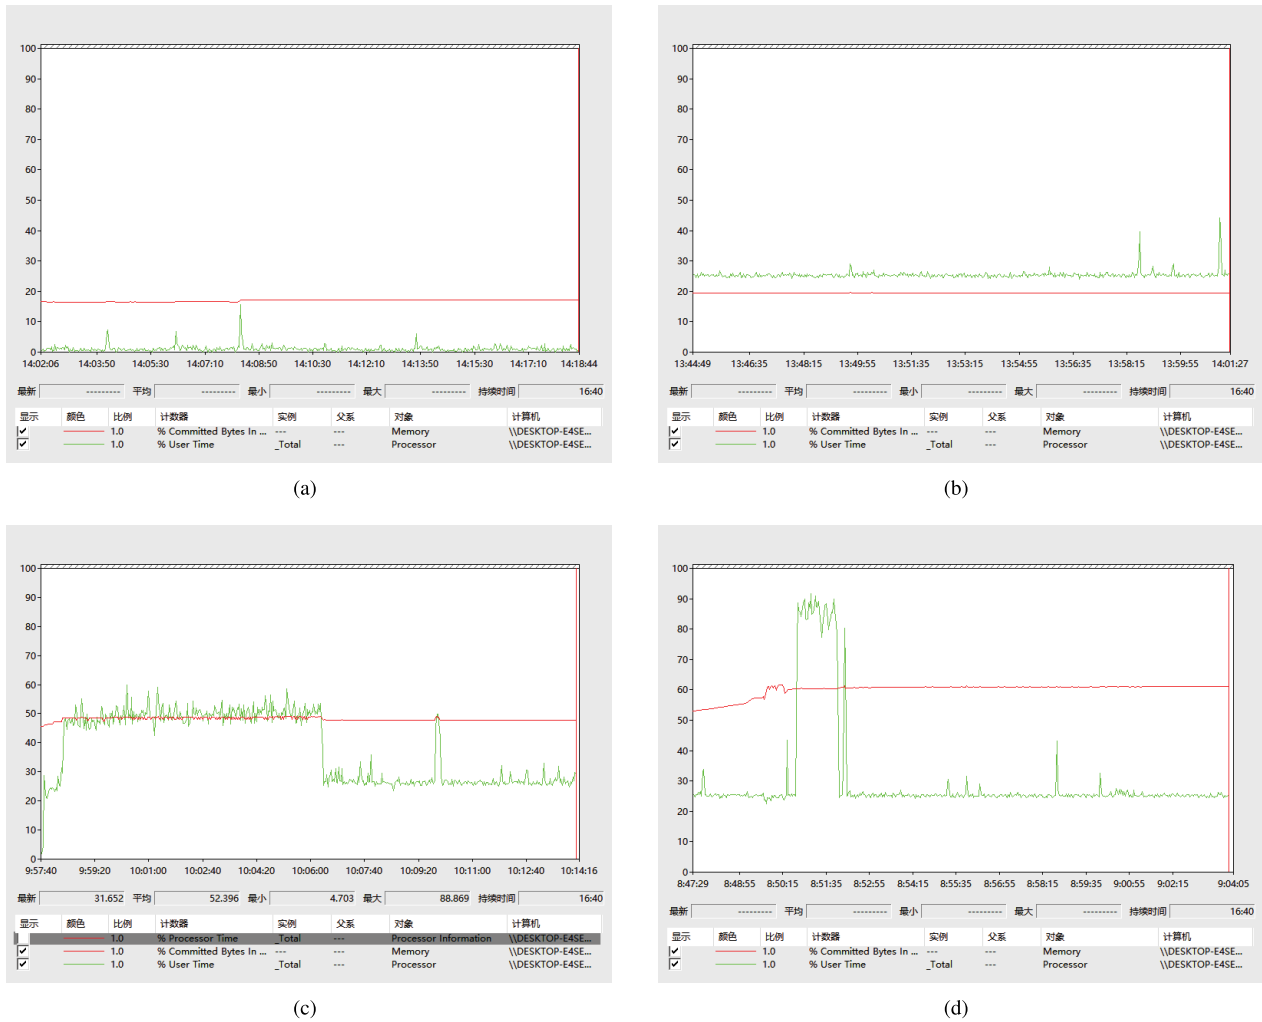 100
90
80
70
60
50
40
30
20
10
0
14:02:06 14:03:50 14:05:30 14:07:10 14:08:50 14:10:30 14:12:10 14:13:50 14:15:30 14:17:10 14:18:44
最新 --------- 平均 --------- 最小 --------- 最大 --------- 持续时间 16:40
显示 颜色 比例 计数器 实例 父系 对象 计算机
1.0 % Committed Bytes In ... --- --- Memory \\DESKTOP-E4SE...
1.0 % User Time _Total --- Processor \\DESKTOP-E4SE...
(a)
100
90
80
70
60
50
40
30
20
10
0
13:44:49 13:46:35 13:48:15 13:49:55 13:51:35 13:53:15 13:54:55 13:56:35 13:58:15 13:59:55 14:01:27
最新 --------- 平均 --------- 最小 --------- 最大 --------- 持续时间 16:40
显示 颜色 比例 计数器 实例 父系 对象 计算机
1.0 % Committed Bytes In ... --- --- Memory \\DESKTOP-E4SE...
1.0 % User Time _Total --- Processor \\DESKTOP-E4SE...
(b)
100
90
80
70
60
50
40
30
20
10
0
9:57:40 9:59:20 10:01:00 10:02:40 10:04:20 10:06:00 10:07:40 10:09:20 10:11:00 10:12:40 10:14:16
最新 31.652 平均 52.396 最小 4.703 最大 88.869 持续时间 16:40
显示 颜色 比例 计数器 实例 父系 对象 计算机
1.0 % Processor Time _Total --- Processor Information \\DESKTOP-E4SE...
1.0 % Committed Bytes In ... --- --- Memory \\DESKTOP-E4SE...
1.0 % User Time _Total --- Processor \\DESKTOP-E4SE...
(c)
100
90
80
70
60
50
40
30
20
10
0
8:47:29 8:48:55 8:50:15 8:51:35 8:52:55 8:54:15 8:55:35 8:56:55 8:58:15 8:59:35 9:00:55 9:02:15 9:04:05
最新 --------- 平均 --------- 最小 --------- 最大 --------- 持续时间 16:40
显示 颜色 比例 计数器 实例 父系 对象 计算机
1.0 % Committed Bytes In ... --- --- Memory \\DESKTOP-E4SE...
1.0 % User Time _Total --- Processor \\DESKTOP-E4SE...
(d)